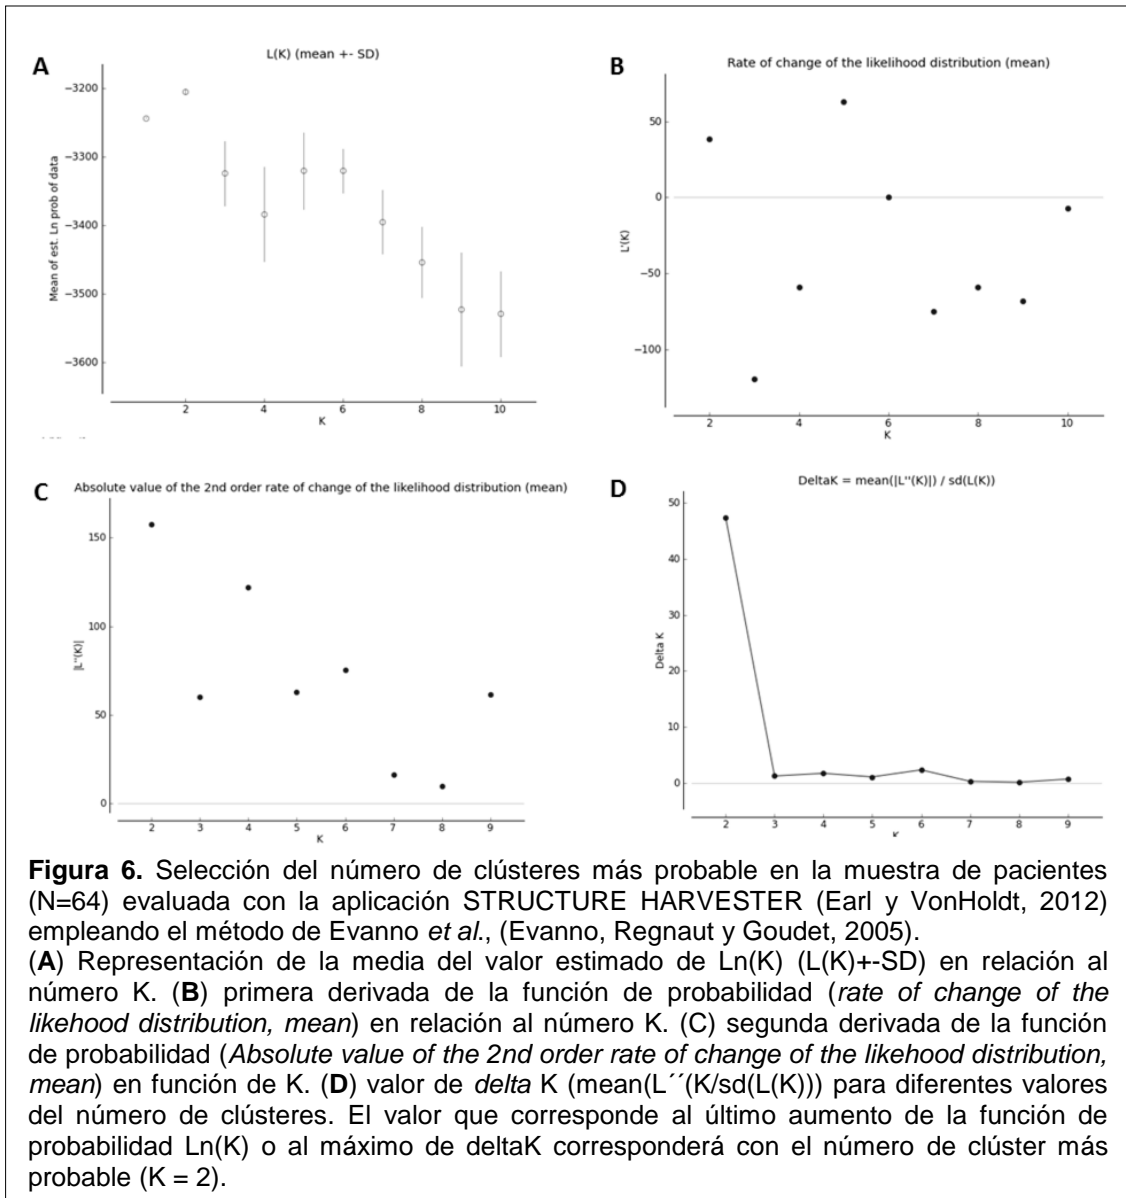 A
L(K) (mean +- SD)
Mean of est. Ln prob of data
−3200
−3300
−3400
−3500
−3600
2 4 6 8 10
K
B
Rate of change of the likelihood distribution (mean)
L'(K)
50
0
−50
−100
2 4 6 8 10
K
C
Absolute value of the 2nd order rate of change of the likelihood distribution (mean)
|L''(K)|
150
100
50
0
2 3 4 5 6 7 8 9
K
D
DeltaK = mean(|L''(K)|) / sd(L(K))
Delta K
50
40
30
20
10
0
2 3 4 5 6 7 8 9
K
Figura 6. Selección del número de clústeres más probable en la muestra de pacientes
(N=64) evaluada con la aplicación STRUCTURE HARVESTER (Earl y VonHoldt, 2012)
empleando el método de Evanno et al., (Evanno, Regnaut y Goudet, 2005).
(A) Representación de la media del valor estimado de Ln(K) (L(K)+-SD) en relación al
número K. (B) primera derivada de la función de probabilidad (rate of change of the
likehood distribution, mean) en relación al número K. (C) segunda derivada de la función
de probabilidad (Absolute value of the 2nd order rate of change of the likehood distribution,
mean) en función de K. (D) valor de delta K (mean(L´´(K/sd(L(K))) para diferentes valores
del número de clústeres. El valor que corresponde al último aumento de la función de
probabilidad Ln(K) o al máximo de deltaK corresponderá con el número de clúster más
probable (K = 2).